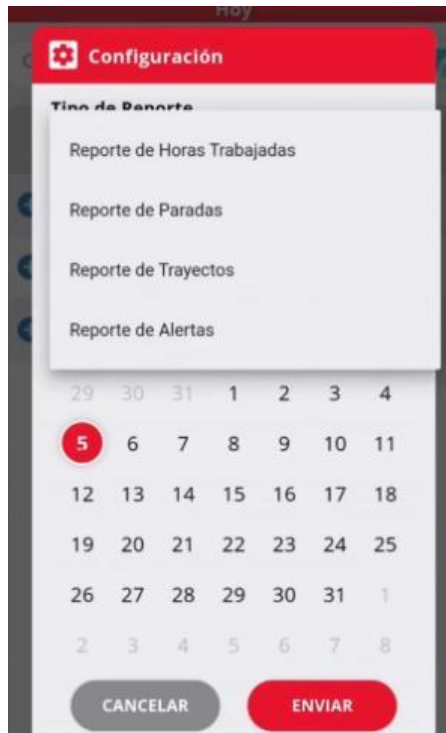 Hoy
Configuración
Tipo de Reporte
Reporte de Horas Trabajadas
Reporte de Paradas
Reporte de Trayectos
Reporte de Alertas
29 30 31 1 2 3 4
5 6 7 8 9 10 11
12 13 14 15 16 17 18
19 20 21 22 23 24 25
26 27 28 29 30 31 1
2 3 4 5 6 7 8
CANCELAR ENVIAR